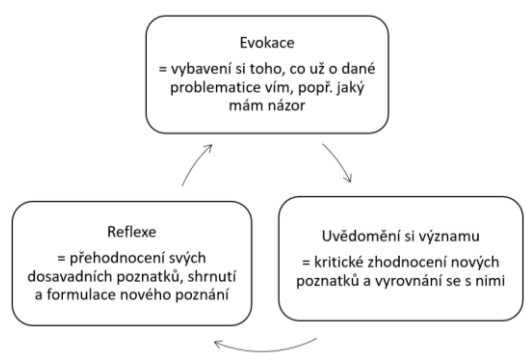 Evokace
= vybavení si toho, co už o dané
problematice vím, popř. jaký
mám názor
Uvědomění si významu
= kritické zhodnocení nových
poznatků a vyrovnání se s nimi
Reflexe
= přehodnocení svých
dosavadních poznatků, shrnutí
a formulace nového poznání